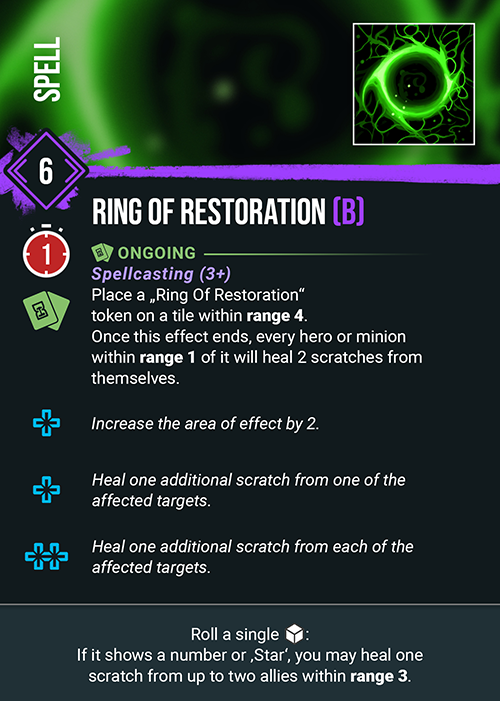 SPELL
6
RING OF RESTORATION (B)
1
ONGOING
Spellcasting (3+)
Place a „Ring Of Restoration“
token on a tile within range 4.
Once this effect ends, every hero or minion
within range 1 of it will heal 2 scratches from
themselves.
Increase the area of effect by 2.
Heal one additional scratch from one of the
affected targets.
Heal one additional scratch from each of the
affected targets.
Roll a single :
If it shows a number or ‚Star‘, you may heal one
scratch from up to two allies within range 3.